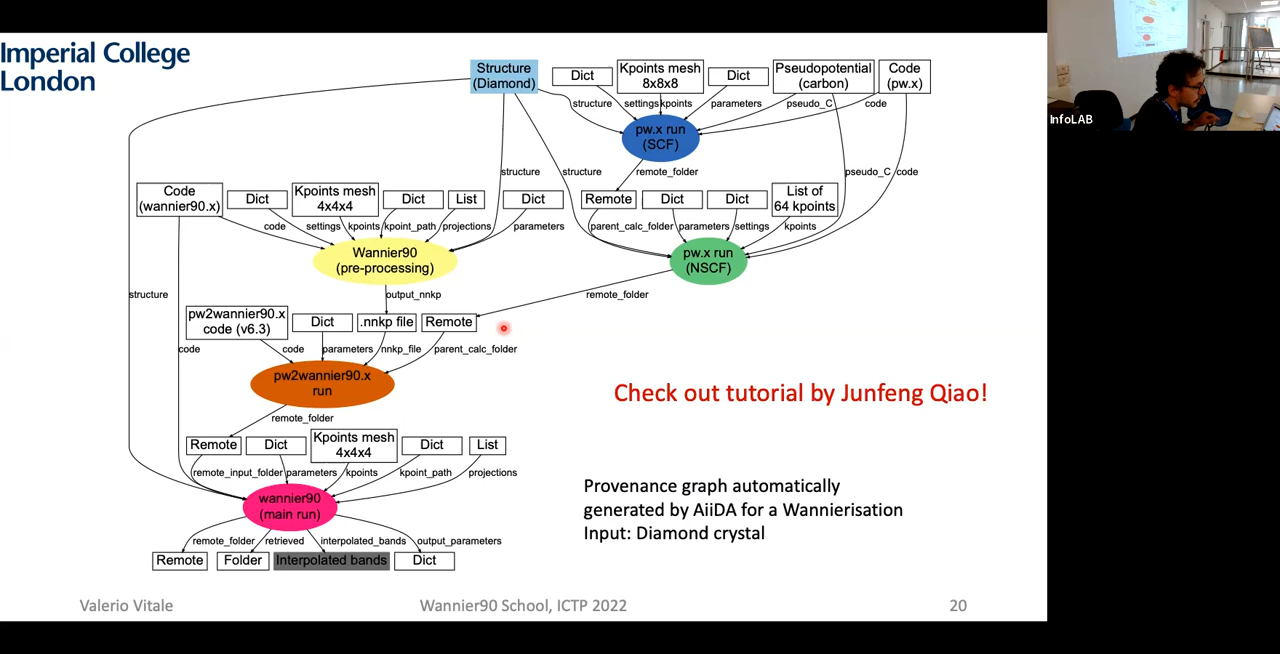 Imperial College
London
Structure
(Diamond)
Dict
Kpoints mesh
8x8x8
Dict
Pseudopotential
(carbon)
Code
(pw.x)
structure
settings
kpoints
parameters
pseudo_C
code
pw.x run
(SCF)
structure
structure
remote_folder
pseudo_C
code
Code
(wannier90.x)
Dict
Kpoints mesh
4x4x4
Dict
List
Dict
Remote
Dict
Dict
List of
64 kpoints
code
settings
kpoints
kpoint_path
projections
parameters
parent_calc_folder
parameters
settings
kpoints
Wannier90
(pre-processing)
pw.x run
(NSCF)
structure
output_nnkp
remote_folder
pw2wannier90.x
code (v6.3)
Dict
.nnkp file
Remote
code
code
parameters
nnkp_file
parent_calc_folder
pw2wannier90.x
run
Check out tutorial by Junfeng Qiao!
remote_folder
Remote
Dict
Kpoints mesh
4x4x4
Dict
List
remote_input_folder
parameters
kpoints
kpoint_path
projections
wannier90
(main run)
Provenance graph automatically
generated by AiiDA for a Wannierisation
Input: Diamond crystal
remote_folder
retrieved
interpolated_bands
output_parameters
Remote
Folder
Interpolated bands
Dict
Valerio Vitale
Wannier90 School, ICTP 2022
20
InfoLAB